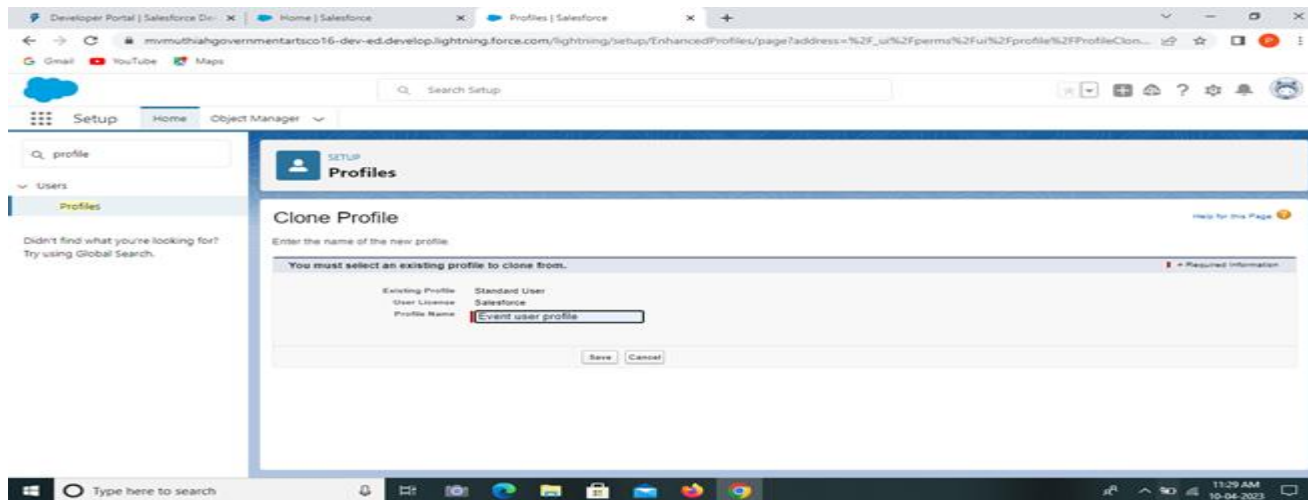 Developer Portal | Salesforce De
Home | Salesforce
Profiles | Salesforce
mvmuthiahgovernmentartsco16-dev-ed.develop.lightning.force.com/lightning/setup/EnhancedProfiles/page?address=%2F_ui%2Fperms%2Fui%2Fprofile%2FProfileClon...
Gmail YouTube Maps
Search Setup
Setup Home Object Manager
profile
SETUP
Profiles
Users
Profiles
Didn't find what you're looking for?
Try using Global Search.
Clone Profile
Help for this Page
Enter the name of the new profile.
You must select an existing profile to clone from.
= Required Information
Existing Profile Standard User
User License Salesforce
Profile Name Event user profile
Save Cancel
Type here to search
11:29 AM
10-04-2023